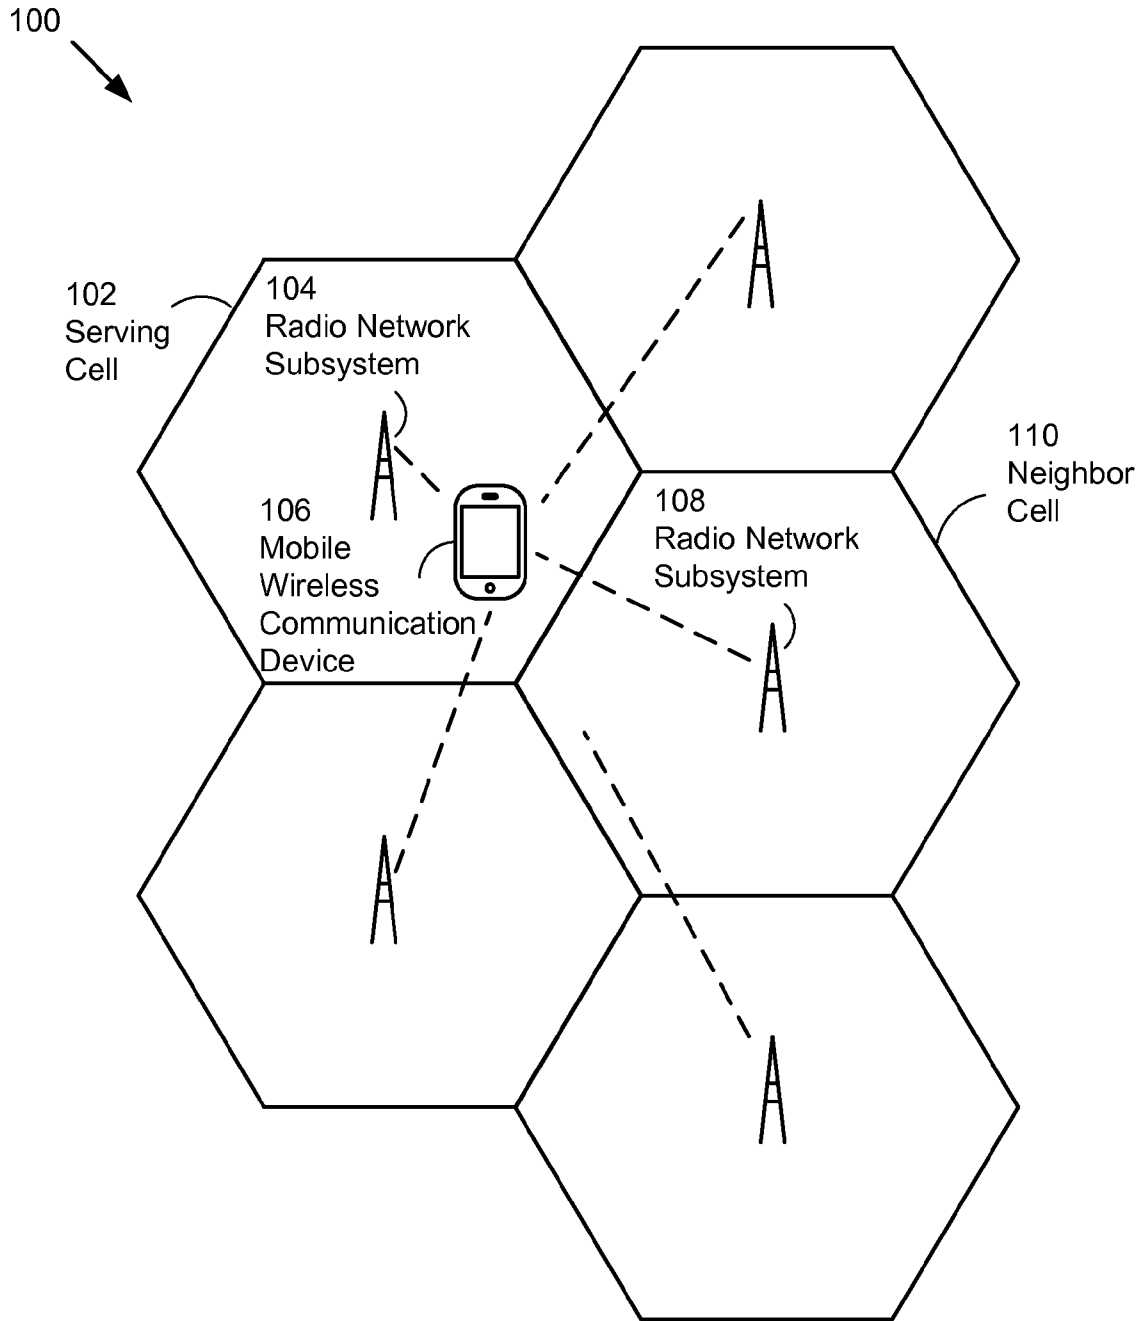 100
102
Serving
Cell
104
Radio Network
Subsystem
106
Mobile
Wireless
Communication
Device
108
Radio Network
Subsystem
110
Neighbor
Cell